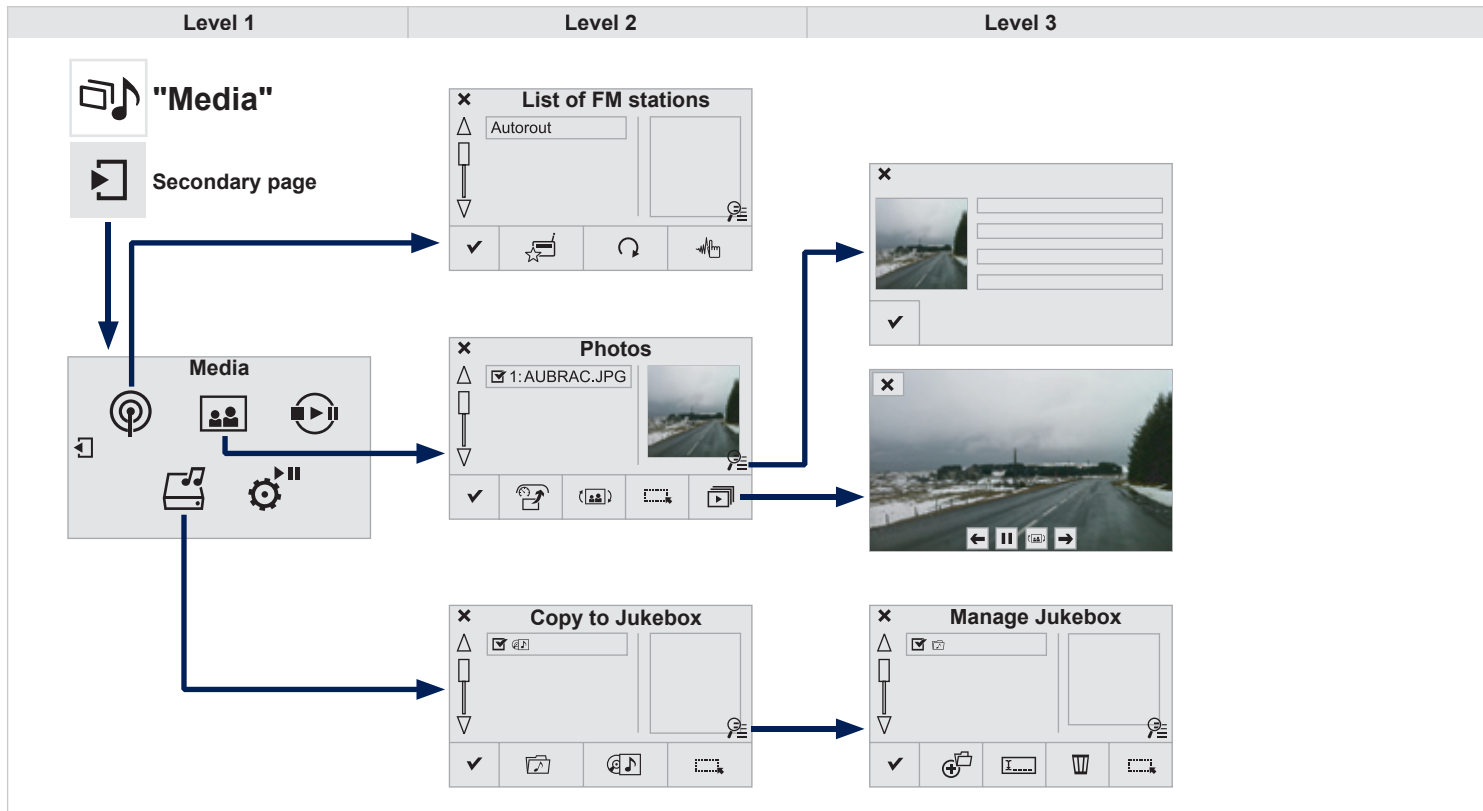 Level 1
Level 2
Level 3
"Media"
Secondary page
List of FM stations
Autorout
Media
Photos
1: AUBRAC.JPG
Copy to Jukebox
Manage Jukebox